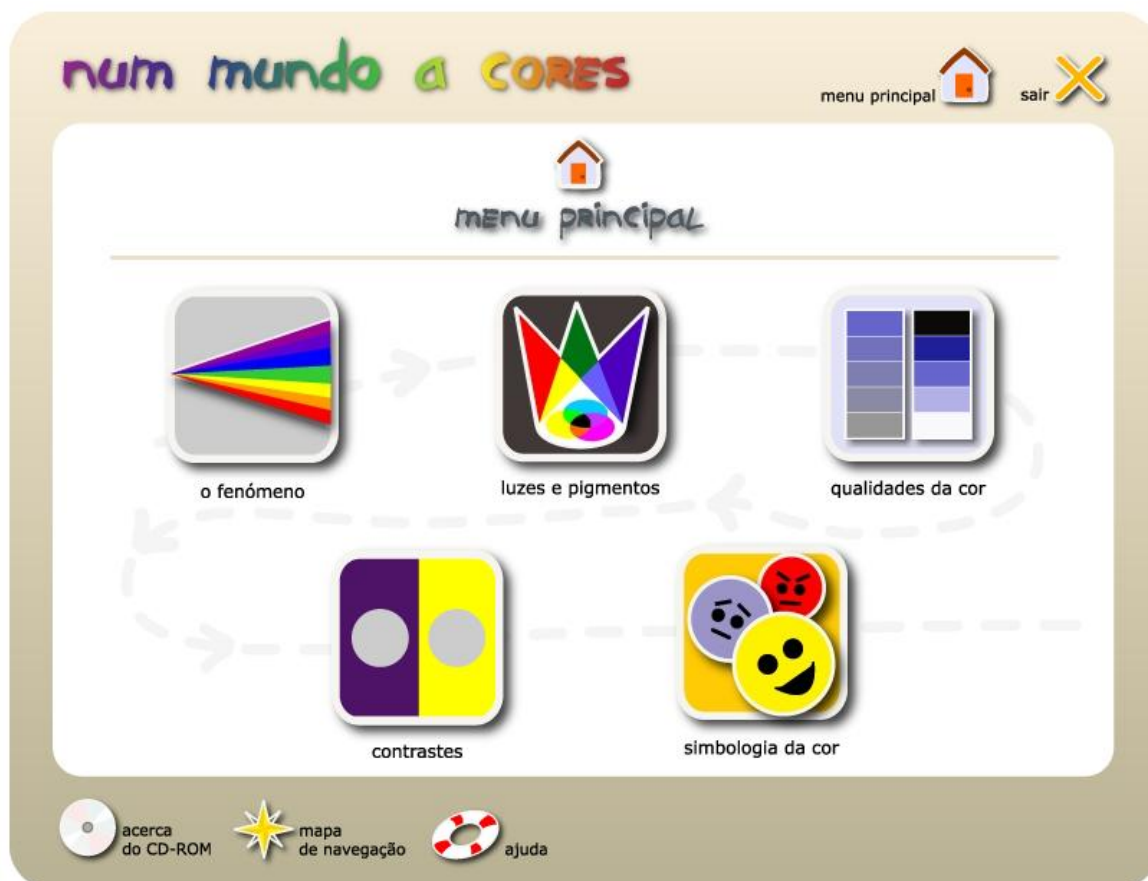 num mundo a CORES
menu principal
sair
menu principal
o fenómeno
luzes e pigmentos
qualidades da cor
contrastes
simbologia da cor
acerca
do CD-ROM
mapa
de navegação
ajuda